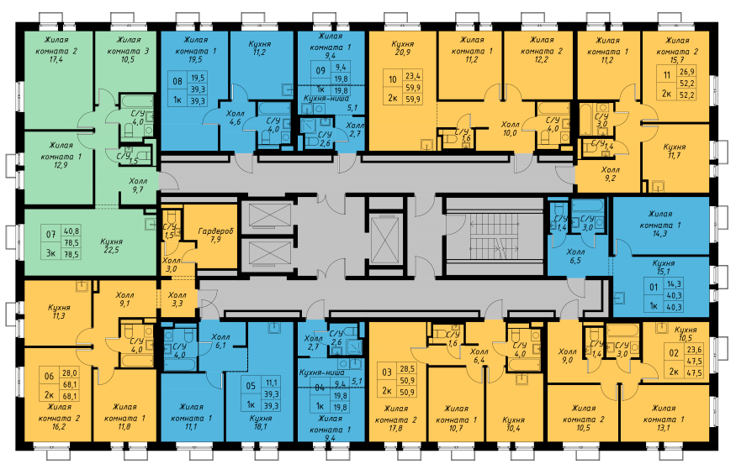 Жилая
комната 2
17,4
Жилая
комната 3
10,5
Жилая
комната 1
19,5
Кухня
11,2
Жилая
комната 1
9,4
Кухня
20,9
Жилая
комната 1
11,2
Жилая
комната 2
12,2
Жилая
комната 1
11,2
Жилая
комната 2
15,7
08 19,5
39,3
1к 39,3
09 9,4
19,8
1к 19,8
10 23,4
59,9
2к 59,9
11 26,9
52,2
2к 52,2
С/У
4,0
Холл
4,6
С/У
4,0
Кухня-ниша
5,1
С/У
2,6
Холл
2,7
С/У
1,6
Холл
10,0
С/У
4,0
С/У
3,0
С/У
1,4
Кухня
11,7
Холл
9,2
Жилая
комната 1
12,9
С/У
1,5
Холл
9,7
07 40,8
78,5
3к 78,5
Кухня
22,5
С/У
1,5
Гардероб
7,9
Холл
3,0
Холл
3,3
С/У
1,4
С/У
3,0
Холл
6,5
Жилая
комната 1
14,3
Кухня
15,1
01 14,3
40,3
1к 40,3
Кухня
11,3
Холл
9,1
С/У
4,0
С/У
4,0
Холл
6,1
Холл
2,7
С/У
2,6
Кухня-ниша
5,1
С/У
1,6
Холл
6,4
С/У
4,0
Холл
9,0
С/У
1,4
С/У
3,0
Кухня
10,5
06 28,0
68,1
2к 68,1
05 11,1
39,3
1к 39,3
04 9,4
19,8
1к 19,8
03 28,5
50,9
2к 50,9
02 23,6
47,5
2к 47,5
Жилая
комната 2
16,2
Жилая
комната 1
11,8
Жилая
комната 1
11,1
Кухня
18,1
Жилая
комната 1
9,4
Жилая
комната 2
17,8
Жилая
комната 1
10,7
Кухня
10,4
Жилая
комната 2
10,5
Жилая
комната 1
13,1